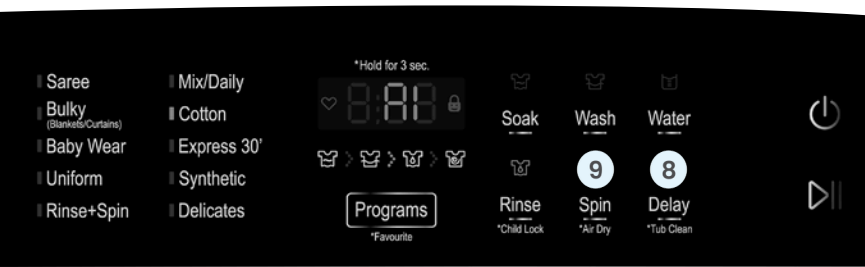 *Hold for 3 sec.
Saree
Mix/Daily
AI
Bulky
(Blankets/Curtains)
Cotton
Soak
Wash
Water
Baby Wear
Express 30'
Uniform
Synthetic
9
8
Rinse+Spin
Delicates
Programs
*Favourite
Rinse
*Child Lock
Spin
*Air Dry
Delay
*Tub Clean